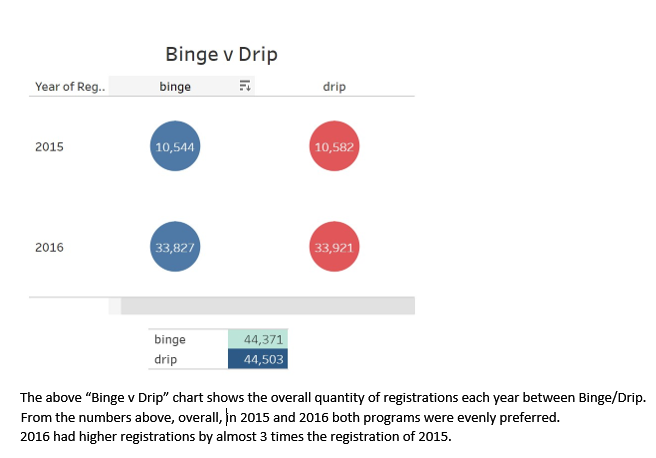 Binge v Drip
Year of Reg.. binge drip
2015 10,544 10,582
2016 33,827 33,921
binge 44,371
drip 44,503
The above “Binge v Drip” chart shows the overall quantity of registrations each year between Binge/Drip.
From the numbers above, overall, in 2015 and 2016 both programs were evenly preferred.
2016 had higher registrations by almost 3 times the registration of 2015.